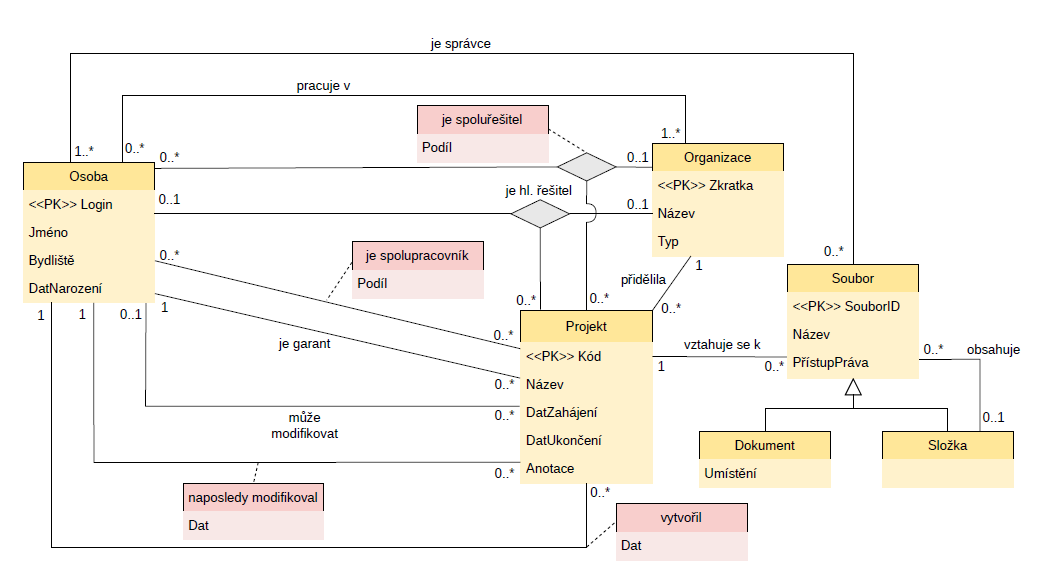 je správce
pracuje v
1..*
0..*
0..*
je spoluřešitel
Podíl
0..1
1..*
Organizace
<<PK>> Zkratka
Název
Typ
Osoba
<<PK>> Login
Jméno
Bydliště
DatNarození
0..1
je hl. řešitel
0..1
0..*
je spolupracovník
Podíl
0..*
0..*
přidělila
1
0..*
0..*
Soubor
<<PK>> SouborID
Název
PřístupPráva
1
1
0..1
1
je garant
0..*
0..*
Projekt
<<PK>> Kód
Název
DatZahájení
DatUkončení
Anotace
vztahuje se k
1
0..*
0..*
obsahuje
0..1
může
modifikovat
0..*
0..*
Dokument
Umístění
Složka
naposledy modifikoval
Dat
0..*
vytvořil
Dat